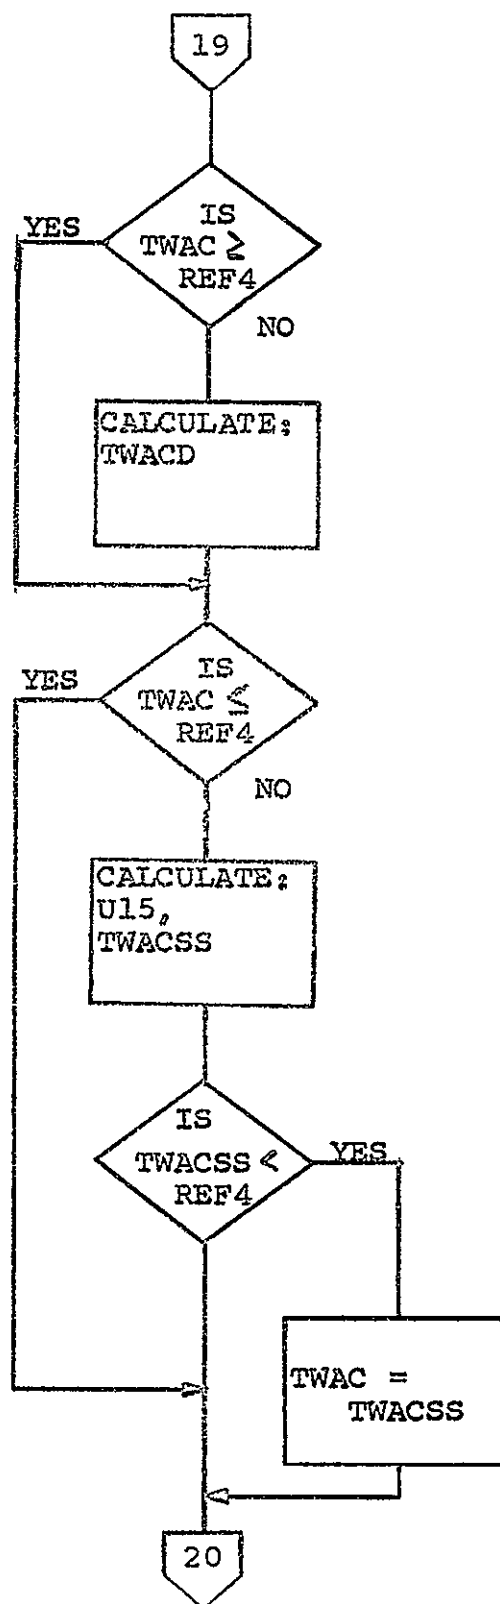 19
IS
TWAC ≥
REF4
YES
NO
CALCULATE:
TWACD
IS
TWAC ≤
REF4
YES
NO
CALCULATE:
U15,
TWACSS
IS
TWACSS <
REF4
YES
TWAC =
TWACSS
20